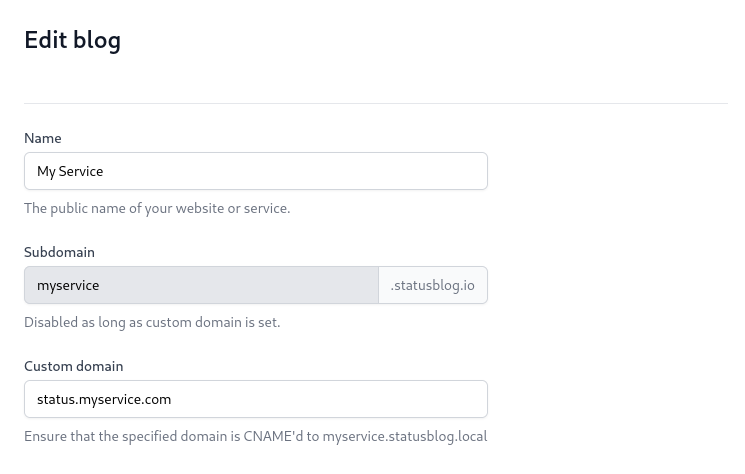 Edit blog
Name
My Service
The public name of your website or service.
Subdomain
myservice .statusblog.io
Disabled as long as custom domain is set.
Custom domain
status.myservice.com
Ensure that the specified domain is CNAME'd to myservice.statusblog.local